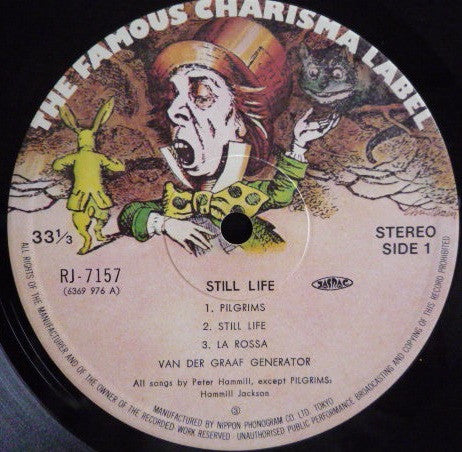 THE FAMOUS CHARISMA LABEL
33 1/3
STEREO
SIDE 1
RJ-7157
(6369 976 A)
STILL LIFE
JASRAC
1. PILGRIMS
2. STILL LIFE
3. LA ROSSA
VAN DER GRAAF GENERATOR
All songs by Peter Hammill, except PILGRIMS:
Hammill Jackson
③
MANUFACTURED BY NIPPON PHONOGRAM CO. LTD., TOKYO
ALL RIGHTS OF THE MANUFACTURER AND OF THE OWNER OF THE RECORDED WORK RESERVED · UNAUTHORISED PUBLIC PERFORMANCE BROADCASTING AND COPYING OF THIS RECORD PROHIBITED